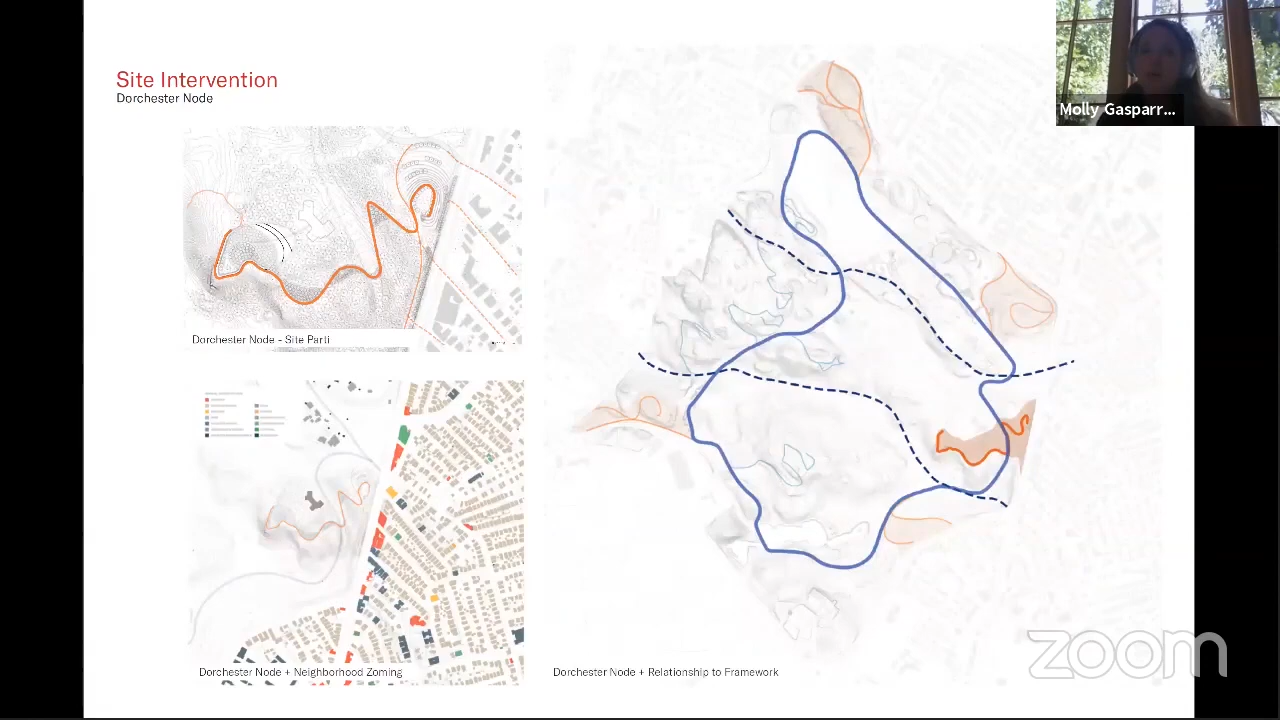 Site Intervention
Dorchester Node
Molly Gasparr...
Dorchester Node - Site Parti
Dorchester Node + Neighborhood Zoming
Dorchester Node + Relationship to Framework
zoom